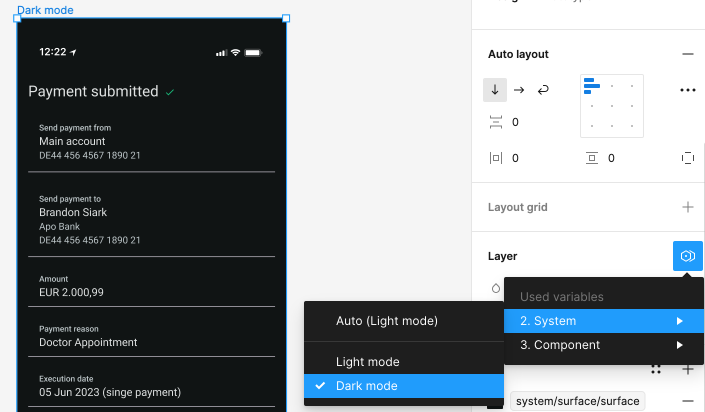 Dark mode
12:22
Payment submitted
Send payment from
Main account
DE44 456 4567 1890 21
Send payment to
Brandon Siark
Apo Bank
DE44 456 4567 1890 21
Amount
EUR 2.000,99
Payment reason
Doctor Appointment
Execution date
05 Jun 2023 (singe payment)
Auto layout
0
0
0
Layout grid
Layer
Used variables
2. System
3. Component
Auto (Light mode)
Light mode
Dark mode
system/surface/surface